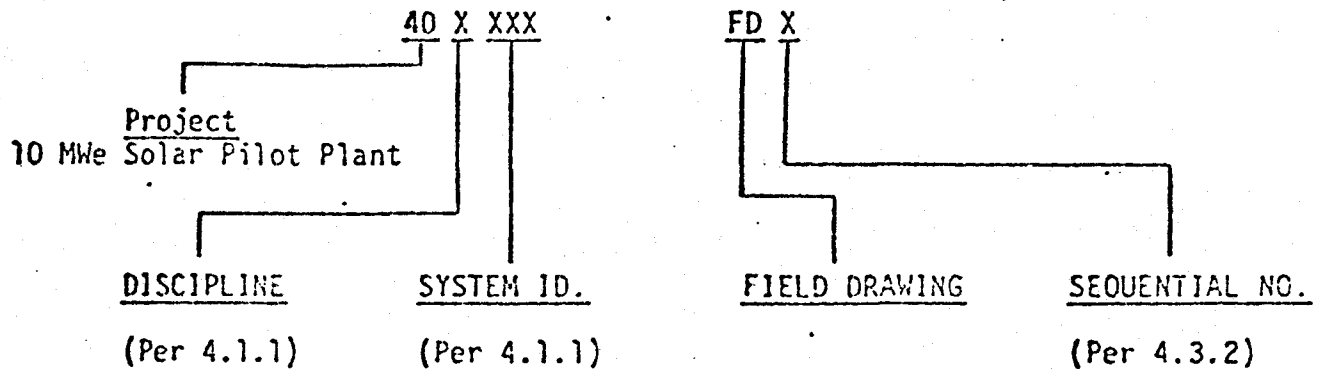 40 X XXX FD X
Project
10 MWe Solar Pilot Plant
DISCIPLINE SYSTEM ID. FIELD DRAWING SEQUENTIAL NO.
(Per 4.1.1) (Per 4.1.1) (Per 4.3.2)